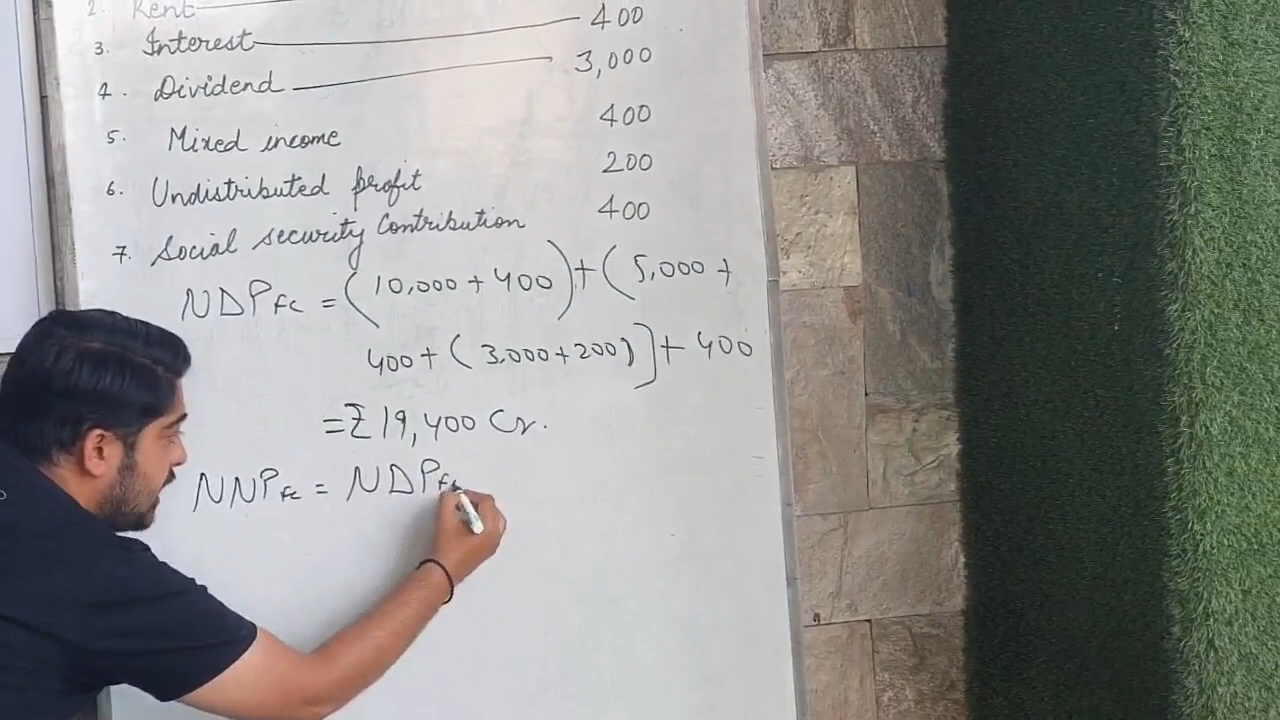 2. Rent
3. Interest 400
4. Dividend 3,000
5. Mixed income 400
6. Undistributed profit 200
7. Social security Contribution 400
NDP FC = (10,000 + 400) + (5,000 +
400 + (3,000 + 200)] + 400
= ₹ 19,400 Cr.
NNP FC = NDP Fc